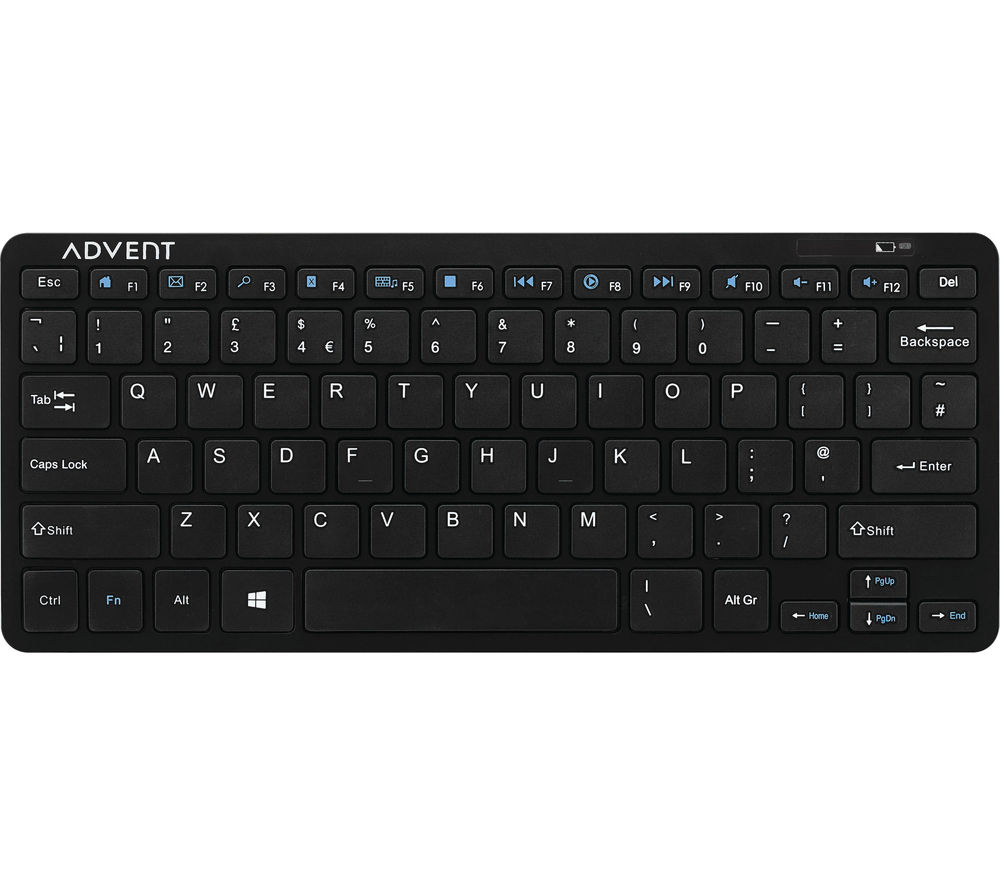 ADVENT
Esc F1 F2 F3 F4 F5 F6 F7 F8 F9 F10 F11 F12 Del
¬ ! " £ $ % ^ & * ( ) — +
` ¦ 1 2 3 4 € 5 6 7 8 9 0 - = Backspace
Tab Q W E R T Y U I O P { [ } ] ~ #
Caps Lock A S D F G H J K L : ; @ ' Enter
Shift Z X C V B N M < , > . ? / Shift
Ctrl Fn Alt | \ Alt Gr Home PgUp PgDn End